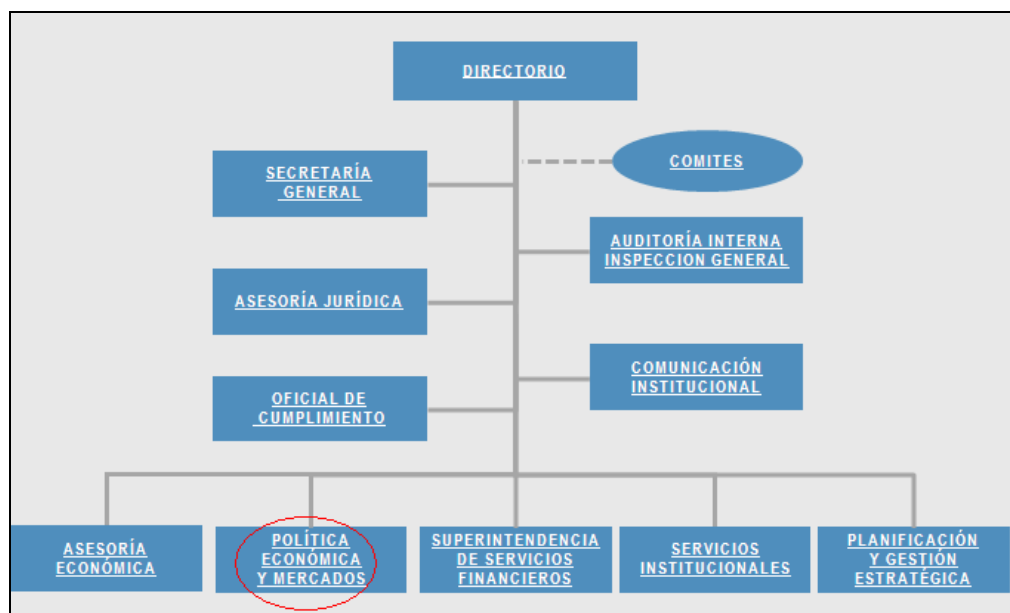 DIRECTORIO
COMITES
SECRETARÍA
GENERAL
AUDITORÍA INTERNA
INSPECCION GENERAL
ASESORÍA JURÍDICA
COMUNICACIÓN
INSTITUCIONAL
OFICIAL DE
CUMPLIMIENTO
ASESORÍA
ECONÓMICA
POLÍTICA
ECONÓMICA
Y MERCADOS
SUPERINTENDENCIA
DE SERVICIOS
FINANCIEROS
SERVICIOS
INSTITUCIONALES
PLANIFICACIÓN
Y GESTIÓN
ESTRATÉGICA